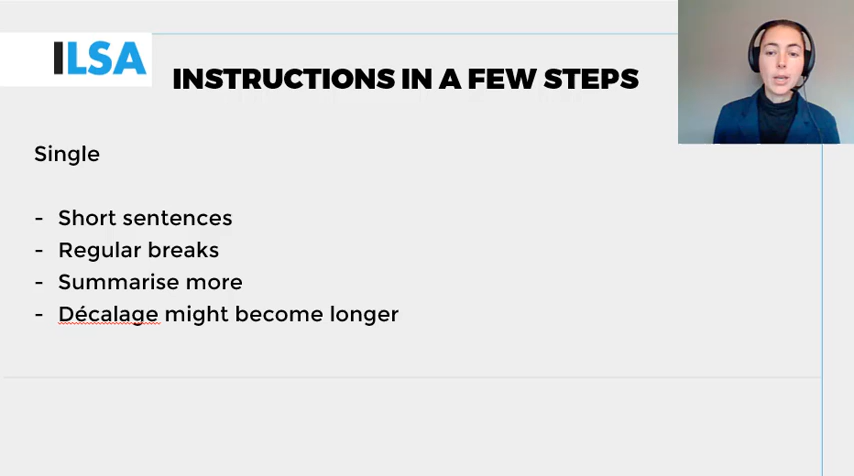 ILSA
INSTRUCTIONS IN A FEW STEPS
Single
- Short sentences
- Regular breaks
- Summarise more
- Décalage might become longer